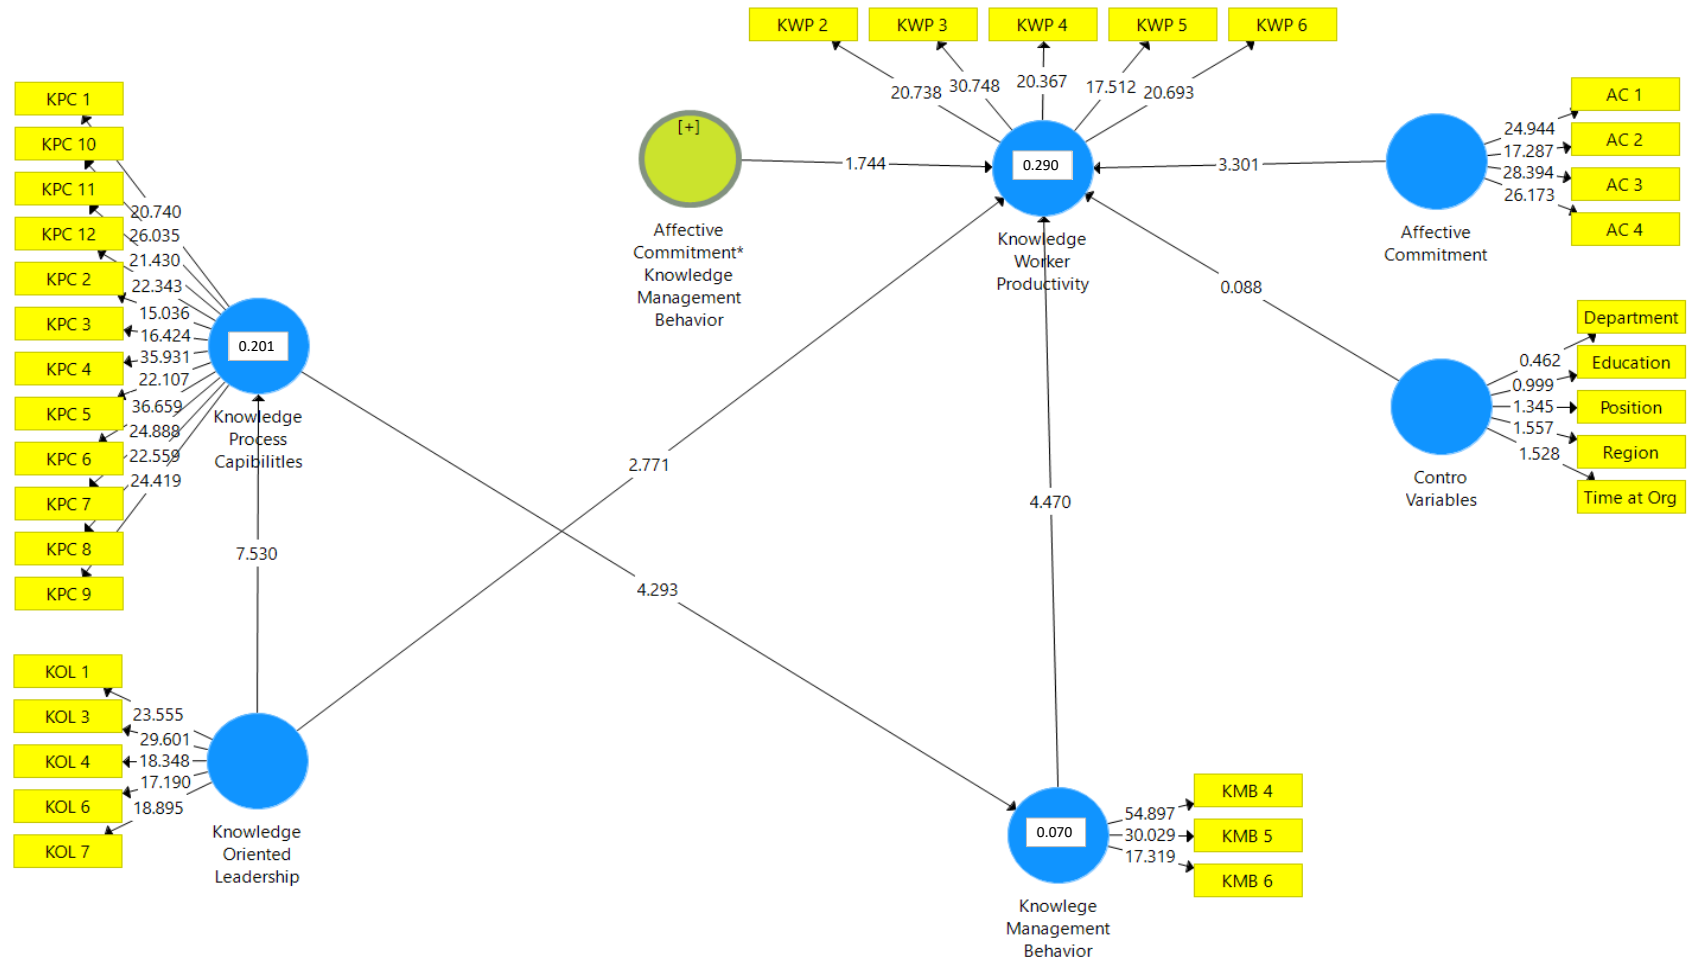 KWP 2
KWP 3
KWP 4
KWP 5
KWP 6
20.738
30.748
20.367
17.512
20.693
KPC 1
KPC 10
KPC 11
KPC 12
KPC 2
KPC 3
KPC 4
KPC 5
KPC 6
KPC 7
KPC 8
KPC 9
20.740
26.035
21.430
22.343
15.036
16.424
35.931
22.107
36.659
24.888
22.559
24.419
0.201
Knowledge
Process
Capibilitles
[+]
Affective
Commitment*
Knowledge
Management
Behavior
1.744
0.290
Knowledge
Worker
Productivity
3.301
Affective
Commitment
24.944
17.287
28.394
26.173
AC 1
AC 2
AC 3
AC 4
0.088
Contro
Variables
0.462
0.999
1.345
1.557
1.528
Department
Education
Position
Region
Time at Org
2.771
4.470
7.530
4.293
KOL 1
KOL 3
KOL 4
KOL 6
KOL 7
23.555
29.601
18.348
17.190
18.895
Knowledge
Oriented
Leadership
0.070
Knowlege
Management
Behavior
54.897
30.029
17.319
KMB 4
KMB 5
KMB 6